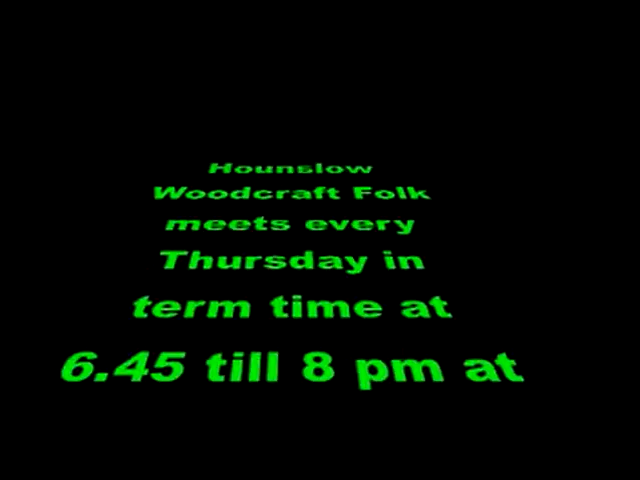 Hounslow
Woodcraft Folk
meets every
Thursday in
term time at
6.45 till 8 pm at